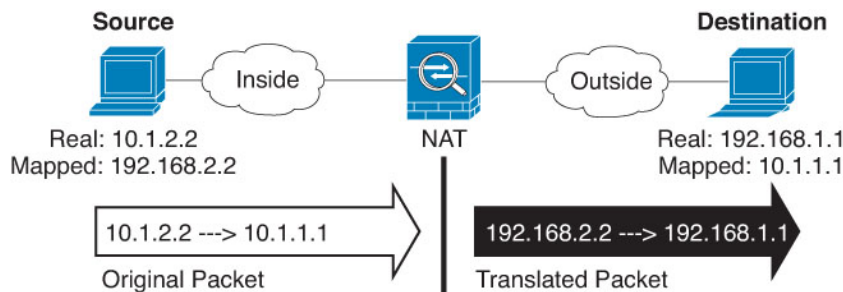 Source
Destination
Inside
Outside
NAT
Real: 10.1.2.2
Mapped: 192.168.2.2
Real: 192.168.1.1
Mapped: 10.1.1.1
10.1.2.2 ---> 10.1.1.1
192.168.2.2 ---> 192.168.1.1
Original Packet
Translated Packet